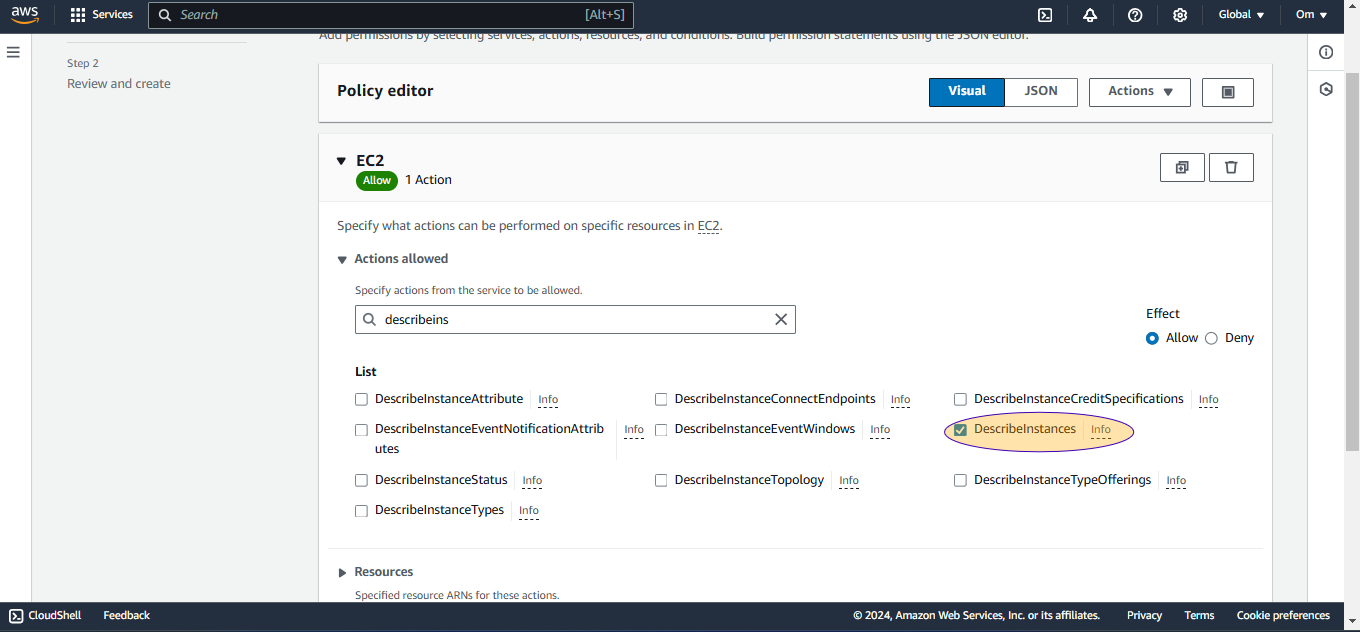 aws Services Search [Alt+S] Global Om
Add permissions by selecting services, actions, resources, and conditions. Build permission statements using the JSON editor.
Step 2
Review and create
Policy editor Visual JSON Actions
EC2
Allow 1 Action
Specify what actions can be performed on specific resources in EC2.
Actions allowed
Specify actions from the service to be allowed.
describeins
Effect
Allow Deny
List
DescribeInstanceAttribute Info DescribeInstanceConnectEndpoints Info DescribeInstanceCreditSpecifications Info
DescribeInstanceEventNotificationAttrib Info DescribeInstanceEventWindows Info DescribeInstances Info
utes
DescribeInstanceStatus Info DescribeInstanceTopology Info DescribeInstanceTypeOfferings Info
DescribeInstanceTypes Info
Resources
Specified resource ARNs for these actions.
CloudShell Feedback © 2024, Amazon Web Services, Inc. or its affiliates. Privacy Terms Cookie preferences